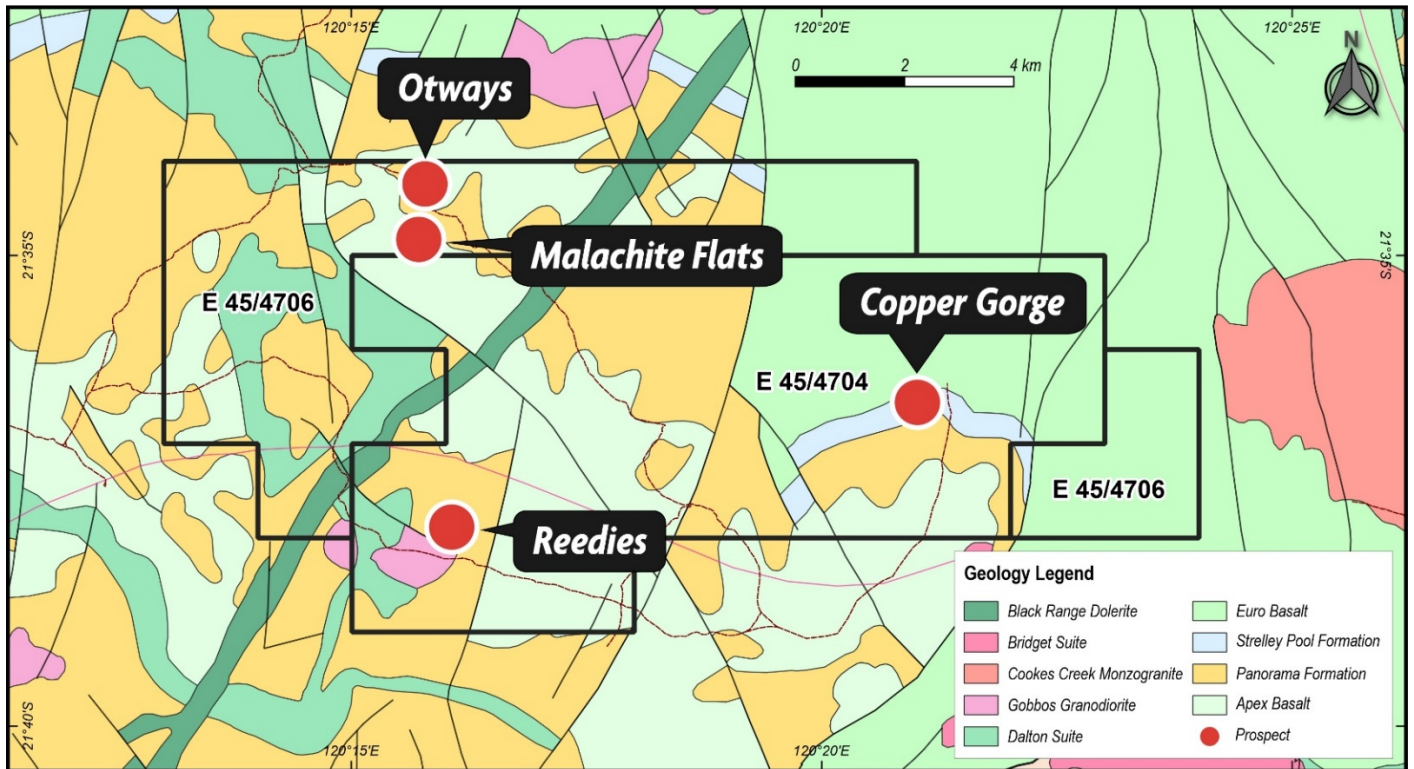 120°15'E
120°20'E
120°25'E
N
0 2 4 km
Otways
Malachite Flats
21°35'S
21°35'S
E 45/4706
Copper Gorge
E 45/4704
E 45/4706
Reedies
Geology Legend
Black Range Dolerite
Bridget Suite
Cookes Creek Monzogranite
Gobbos Granodiorite
Dalton Suite
Euro Basalt
Strelley Pool Formation
Panorama Formation
Apex Basalt
Prospect
21°40'S
120°15'E
120°20'E